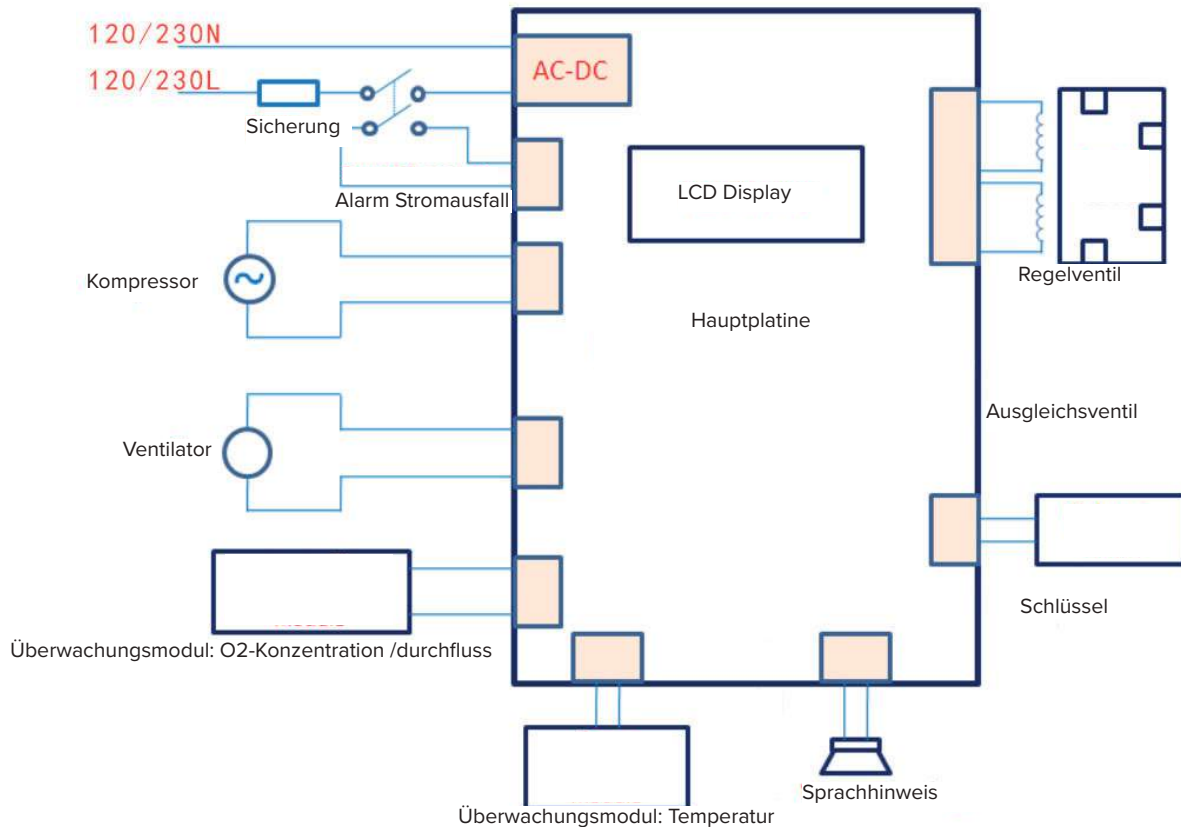 120/230N
120/230L
AC-DC
Sicherung
Alarm Stromausfall
LCD Display
Kompressor
Regelventil
Hauptplatine
Ausgleichsventil
Ventilator
Schlüssel
Überwachungsmodul: O2-Konzentration /durchfluss
Sprachhinweis
Überwachungsmodul: Temperatur